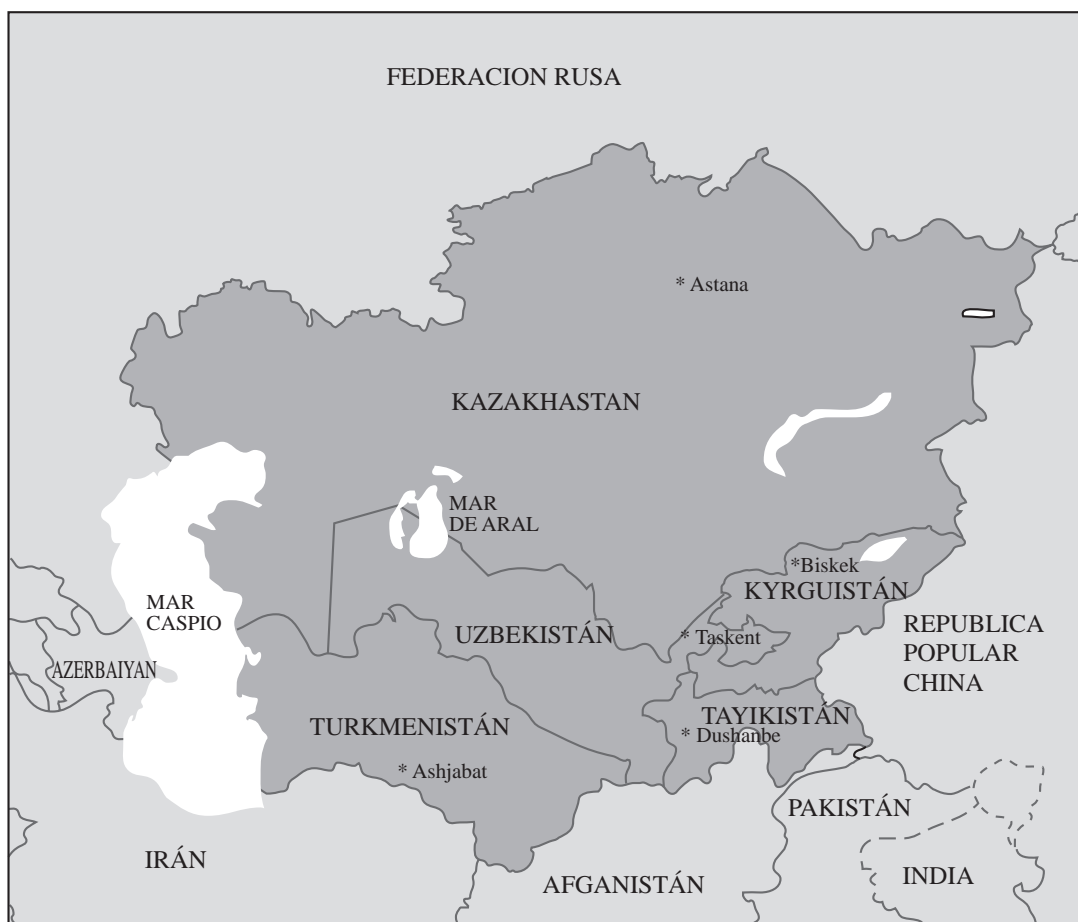 FEDERACION RUSA
* Astana
KAZAKHASTAN
MAR
DE ARAL
*Biskek
KYRGUISTÁN
MAR
CASPIO
UZBEKISTÁN
* Taskent
REPUBLICA
POPULAR
CHINA
AZERBAIYAN
TURKMENISTÁN
TAYIKISTÁN
* Dushanbe
* Ashjabat
PAKISTÁN
IRÁN
AFGANISTÁN
INDIA